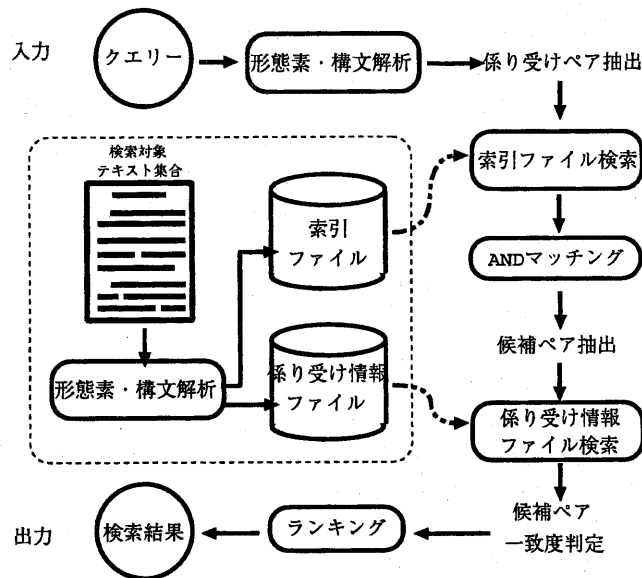 入力
クエリー
形態素・構文解析
係り受けペア抽出
検索対象
テキスト集合
索引
ファイル
索引ファイル検索
ANDマッチング
候補ペア抽出
形態素・構文解析
係り受け情報
ファイル
係り受け情報
ファイル検索
候補ペア
一致度判定
ランキング
検索結果
出力